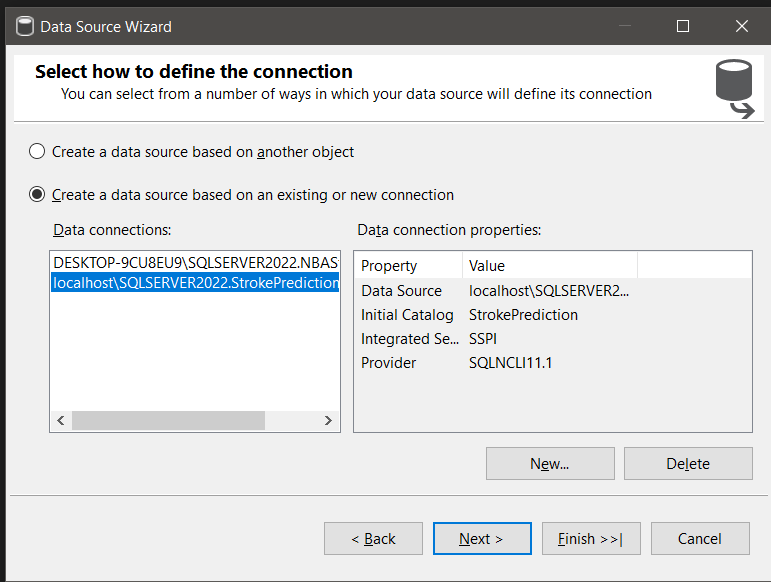 Data Source Wizard
Select how to define the connection
You can select from a number of ways in which your data source will define its connection
Create a data source based on another object
Create a data source based on an existing or new connection
Data connections:
DESKTOP-9CU8EU9\SQLSERVER2022.NBAS
localhost\SQLSERVER2022.StrokePrediction
Data connection properties:
Property Value
Data Source localhost\SQLSERVER2...
Initial Catalog StrokePrediction
Integrated Se... SSPI
Provider SQLNCLI11.1
New... Delete
< Back Next > Finish >>| Cancel